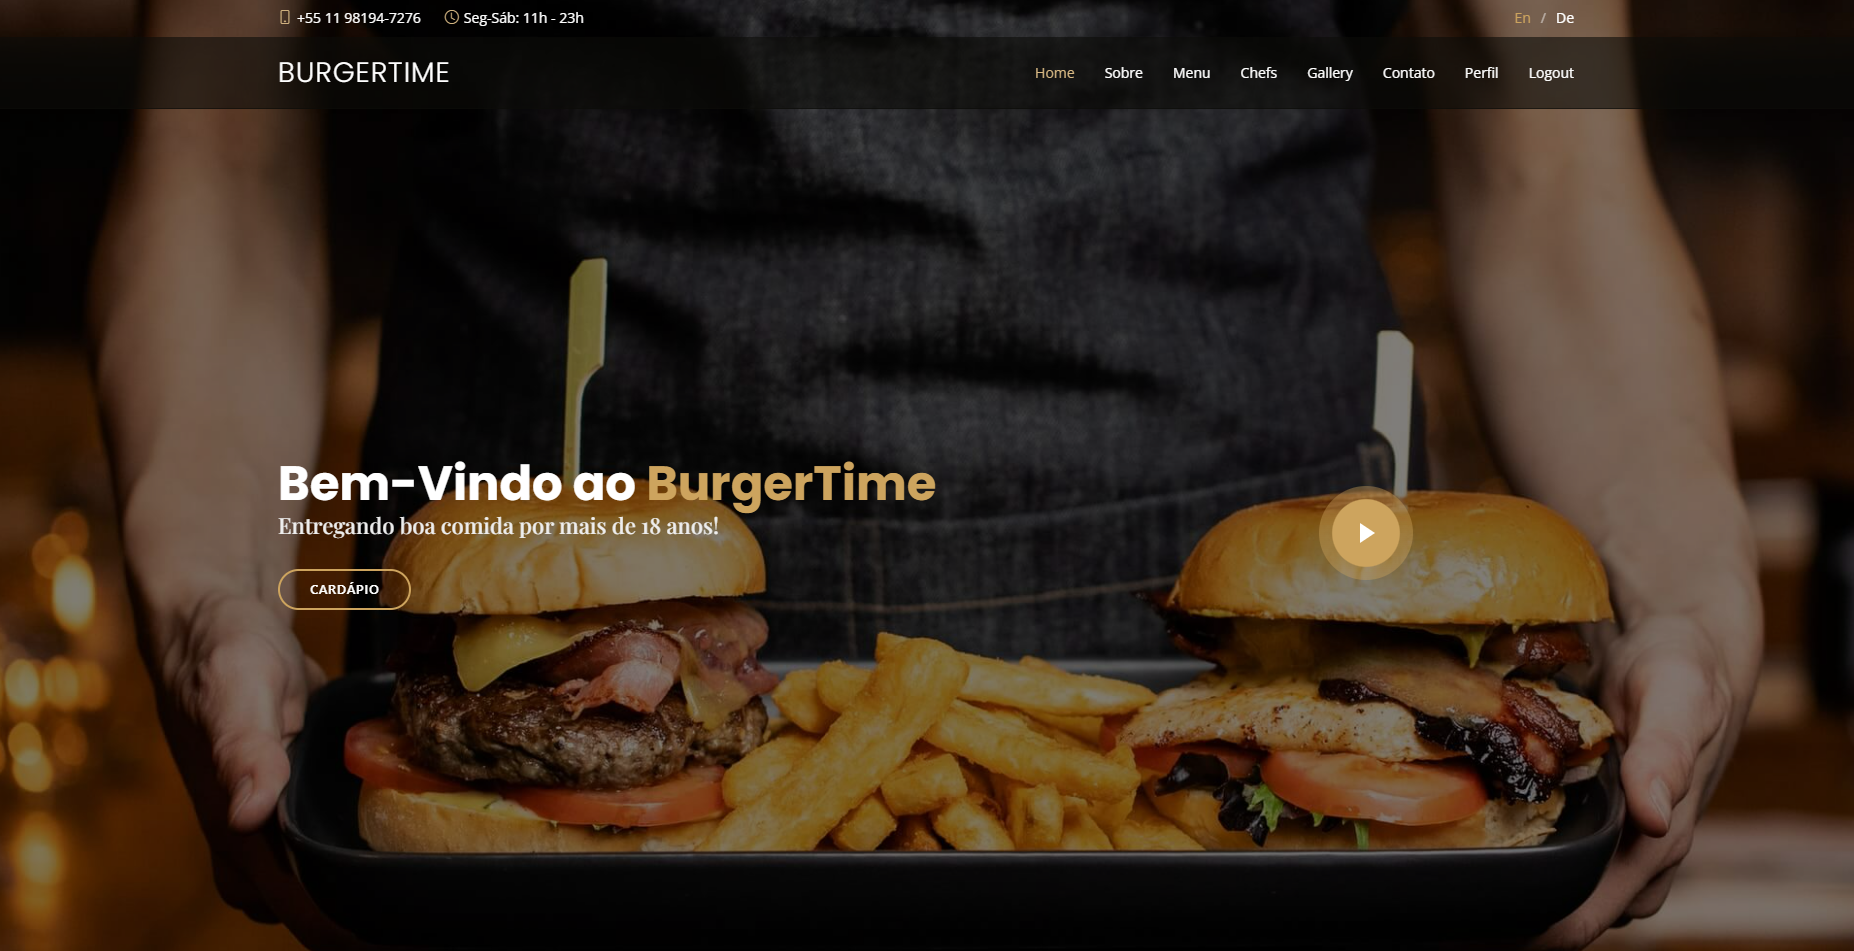 +55 11 98194-7276 Seg-Sáb: 11h - 23h En / De
BURGERTIME Home Sobre Menu Chefs Gallery Contato Perfil Logout
Bem-Vindo ao BurgerTime
Entregando boa comida por mais de 18 anos!
CARDÁPIO